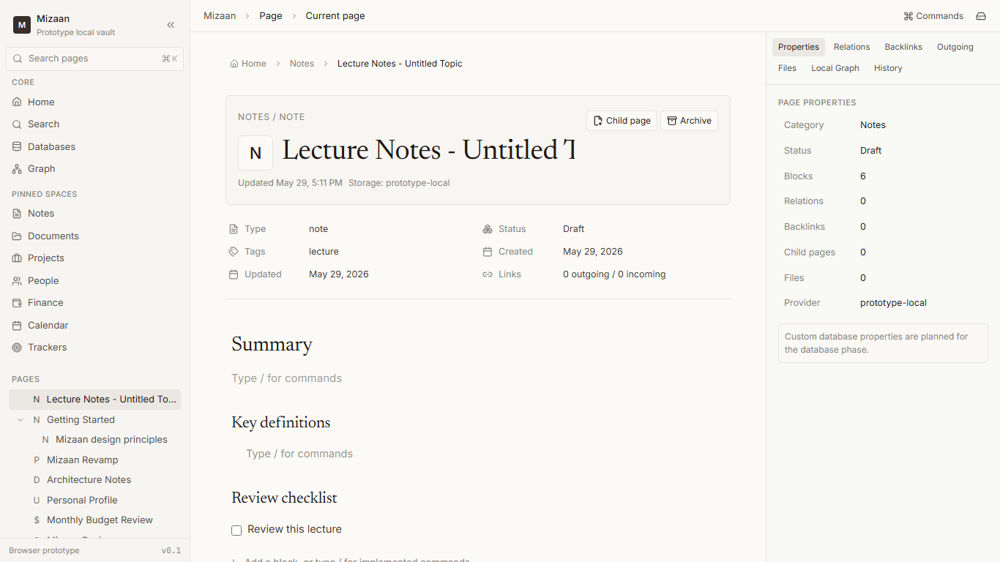 M Mizaan
Prototype local vault
Search pages ⌘ K
CORE
Home
Search
Databases
Graph
PINNED SPACES
Notes
Documents
Projects
People
Finance
Calendar
Trackers
PAGES
N Lecture Notes - Untitled To...
N Getting Started
N Mizaan design principles
P Mizaan Revamp
D Architecture Notes
U Personal Profile
$ Monthly Budget Review
Browser prototype v0.1
Mizaan > Page > Current page
⌘ Commands
Home > Notes > Lecture Notes - Untitled Topic
NOTES / NOTE
Child page Archive
N Lecture Notes - Untitled T
Updated May 29, 5:11 PM Storage: prototype-local
Type note Status Draft
Tags lecture Created May 29, 2026
Updated May 29, 2026 Links 0 outgoing / 0 incoming
Summary
Type / for commands
Key definitions
Type / for commands
Review checklist
Review this lecture
Add a block, or type / for implemented commands
Properties Relations Backlinks Outgoing
Files Local Graph History
PAGE PROPERTIES
Category Notes
Status Draft
Blocks 6
Relations 0
Backlinks 0
Child pages 0
Files 0
Provider prototype-local
Custom database properties are planned for
the database phase.